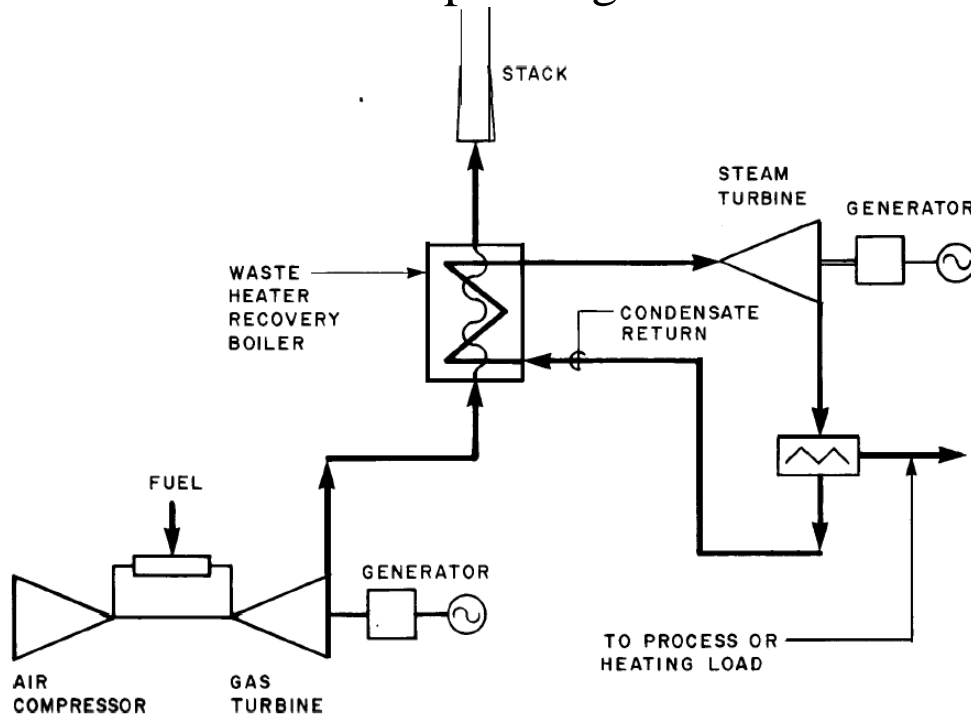 STACK
STEAM
TURBINE
GENERATOR
WASTE
HEATER
RECOVERY
BOILER
CONDENSATE
RETURN
FUEL
GENERATOR
TO PROCESS OR
HEATING LOAD
AIR
COMPRESSOR
GAS
TURBINE